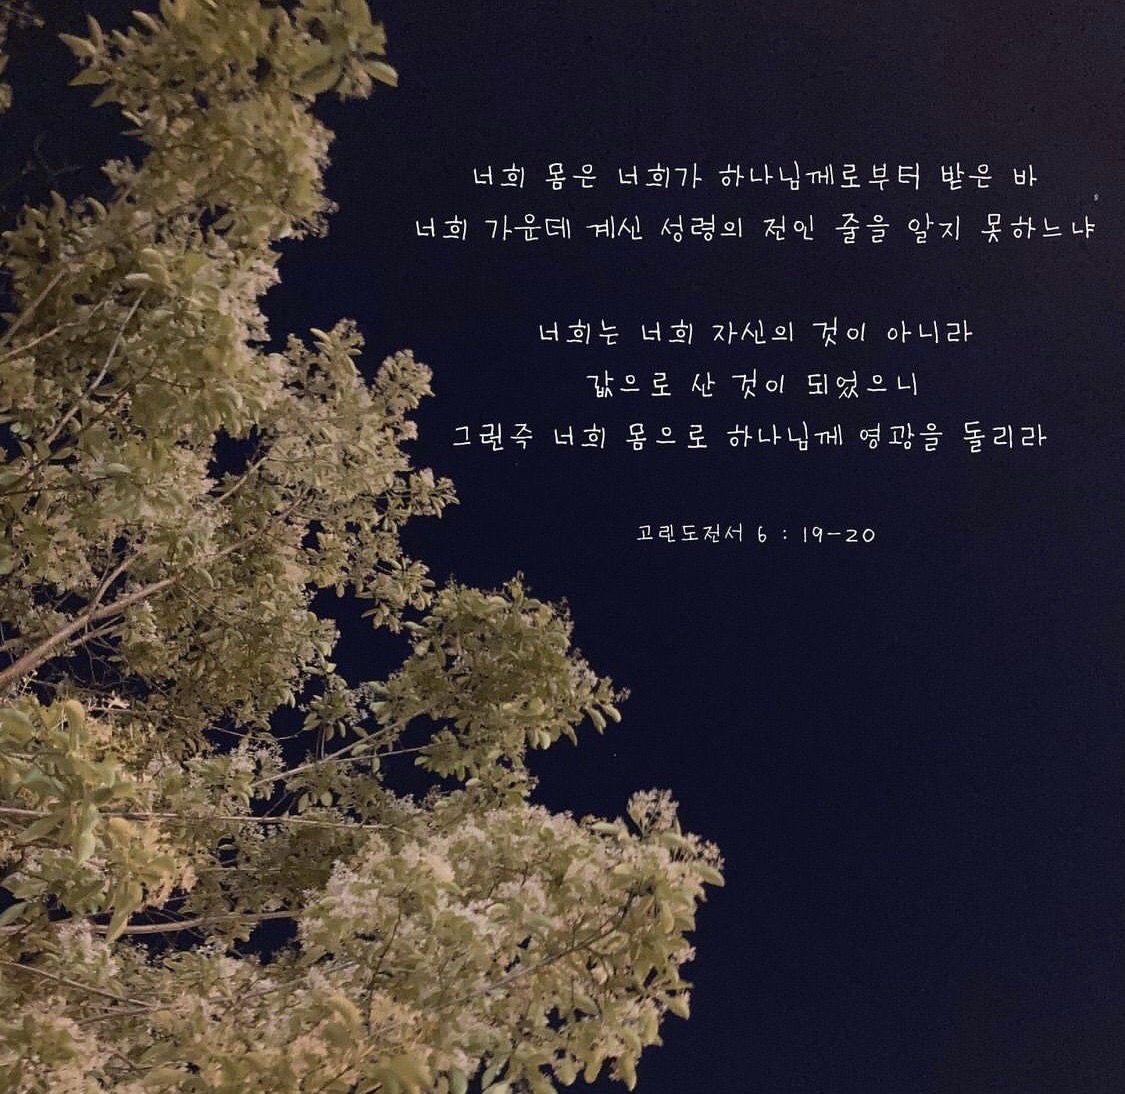 너희 몸은 너희가 하나님께로부터 받은 바
너희 가운데 계신 성령의 전인 줄을 알지 못하느냐
너희는 너희 자신의 것이 아니라
값으로 산 것이 되었으니
그런즉 너희 몸으로 하나님께 영광을 돌리라
고린도전서 6 : 19-20